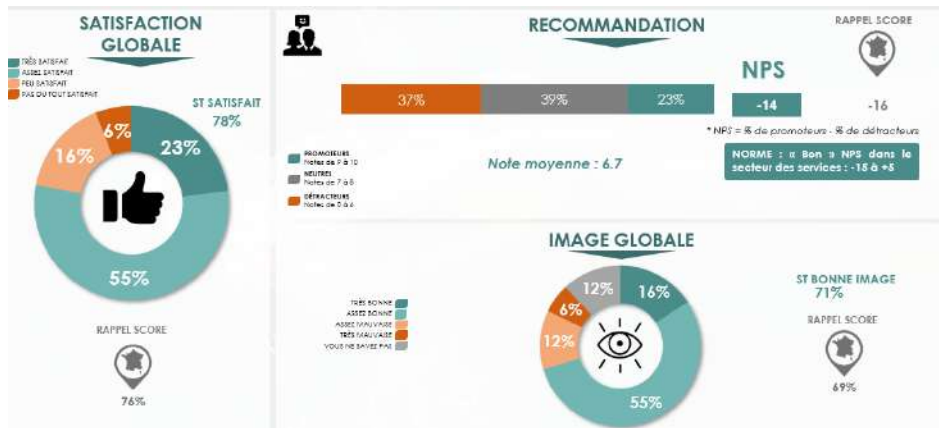 SATISFACTION
GLOBALE
TRÈS SATISFAIT
ASSEZ SATISFAIT
PEU SATISFAIT
PAS DU TOUT SATISFAIT
ST SATISFAIT
78%
6%
23%
16%
55%
RAPPEL SCORE
76%
RECOMMANDATION
RAPPEL SCORE
NPS
37%
39%
23%
-14
-16
* NPS = % de promoteurs - % de détracteurs
PROMOTEURS
Notes de 9 à 10
NEUTRES
Notes de 7 à 8
DÉTRACTEURS
Notes de 0 à 6
Note moyenne : 6.7
NORME : « Bon » NPS dans le
secteur des services : -15 à +5
IMAGE GLOBALE
TRÈS BONNE
ASSEZ BONNE
ASSEZ MAUVAISE
TRÈS MAUVAISE
VOUS NE SAVEZ PAS
12%
16%
6%
12%
55%
ST BONNE IMAGE
71%
RAPPEL SCORE
69%